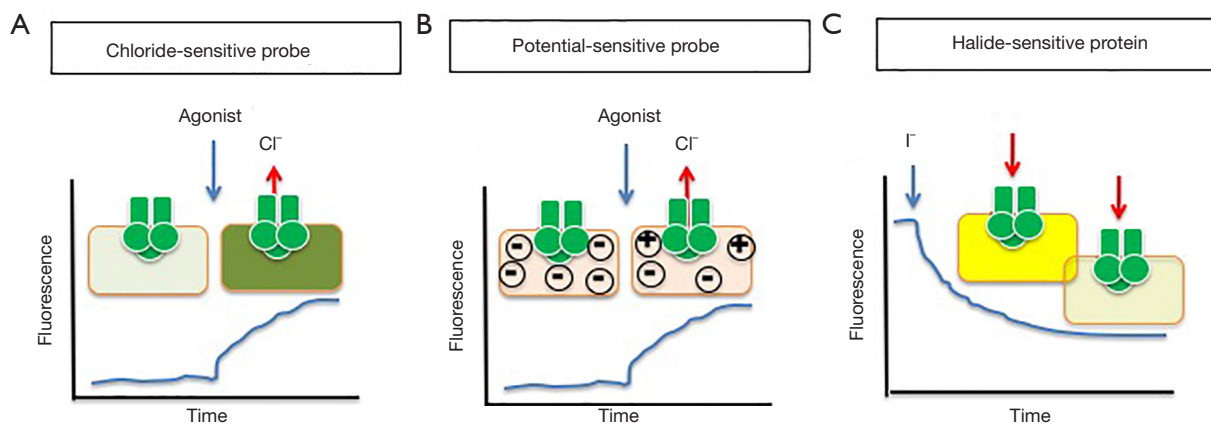 A
Chloride-sensitive probe
Agonist
Cl⁻
Fluorescence
Time
B
Potential-sensitive probe
Agonist
Cl⁻
- - - - -
+ + - -
Fluorescence
Time
C
Halide-sensitive protein
I⁻
Fluorescence
Time